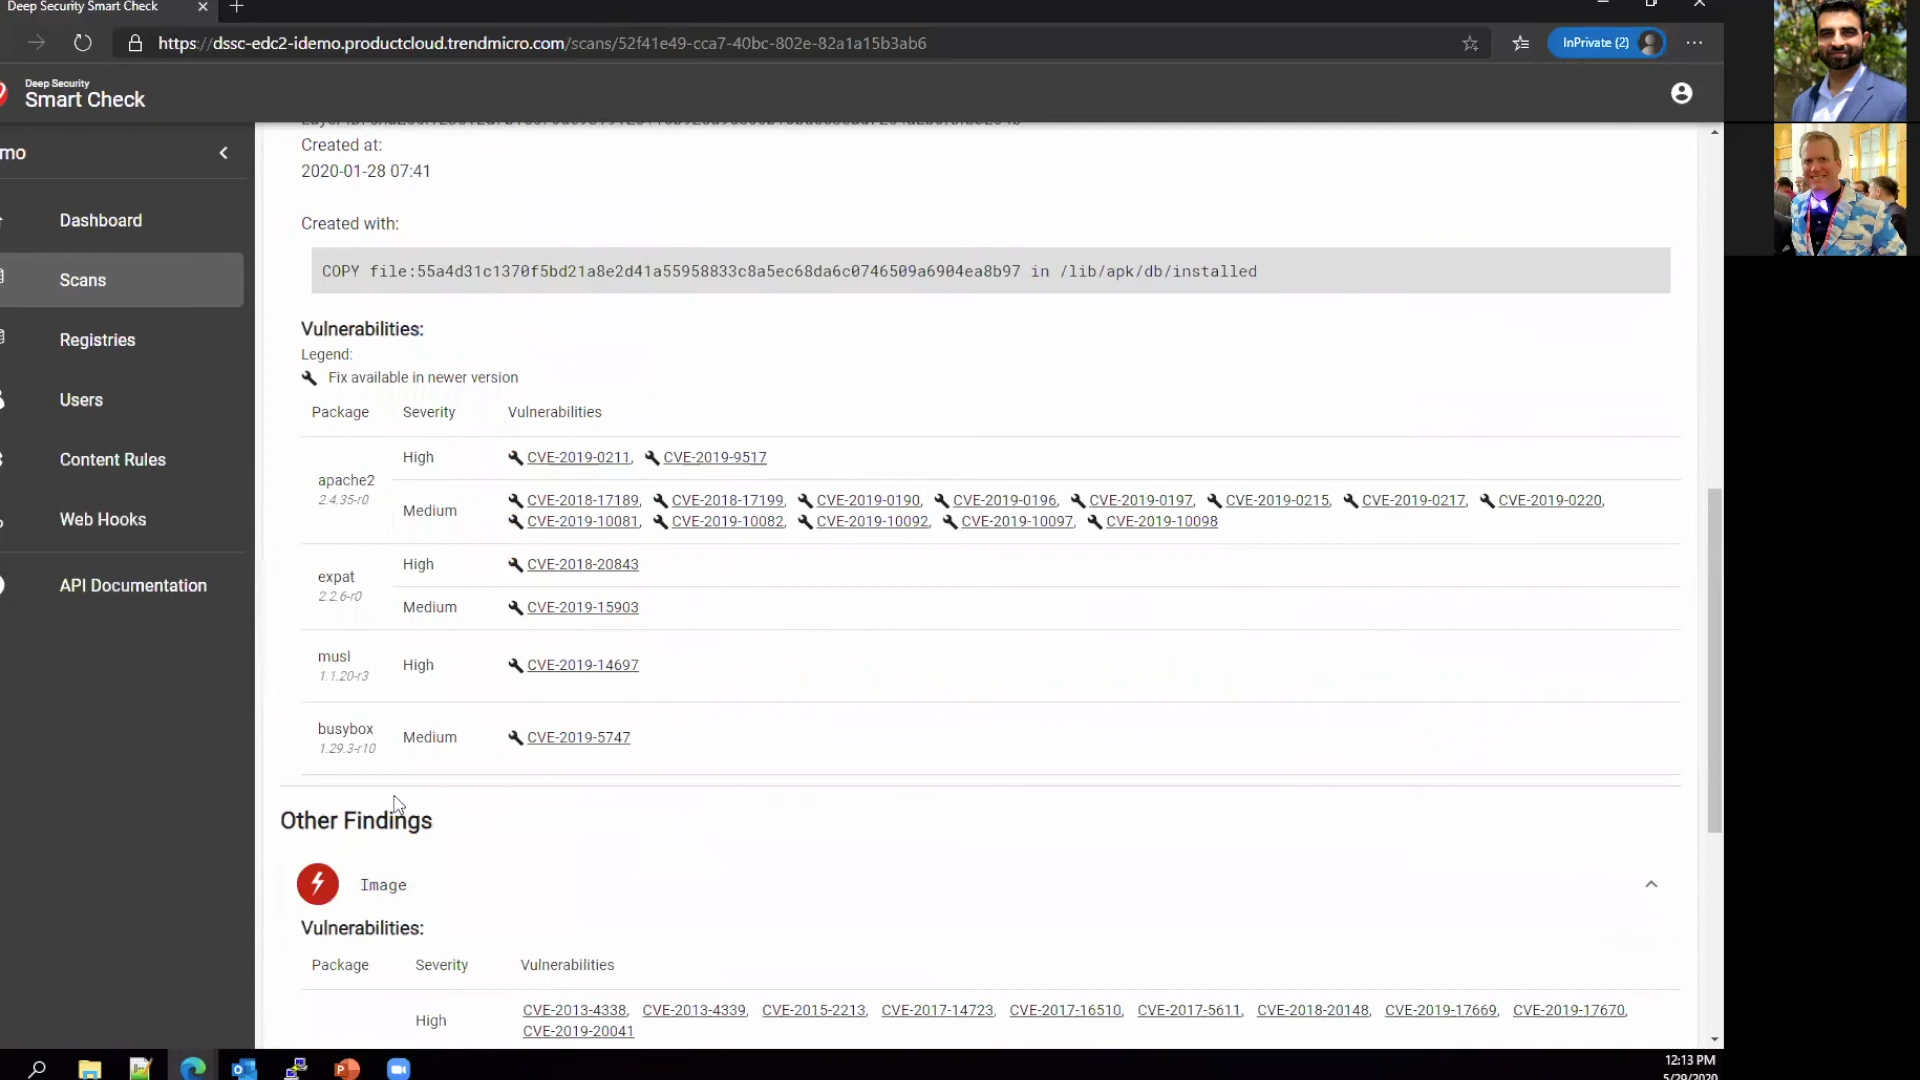 Deep Security Smart Check
https://dssc-edc2-idemo.productcloud.trendmicro.com/scans/52f41e49-cca7-40bc-802e-82a1a15b3ab6
InPrivate (2)
Deep Security
Smart Check
mo
Dashboard
Scans
Registries
Users
Content Rules
Web Hooks
API Documentation
Created at:
2020-01-28 07:41
Created with:
COPY file:55a4d31c1370f5bd21a8e2d41a55958833c8a5ec68da6c0746509a6904ea8b97 in /lib/apk/db/installed
Vulnerabilities:
Legend:
Fix available in newer version
Package Severity Vulnerabilities
apache2
2.4.35-r0
High CVE-2019-0211, CVE-2019-9517
Medium CVE-2018-17189, CVE-2018-17199, CVE-2019-0190, CVE-2019-0196, CVE-2019-0197, CVE-2019-0215, CVE-2019-0217, CVE-2019-0220,
CVE-2019-10081, CVE-2019-10082, CVE-2019-10092, CVE-2019-10097, CVE-2019-10098
expat
2.2.6-r0
High CVE-2018-20843
Medium CVE-2019-15903
musl
1.1.20-r3
High CVE-2019-14697
busybox
1.29.3-r10
Medium CVE-2019-5747
Other Findings
Image
Vulnerabilities:
Package Severity Vulnerabilities
High CVE-2013-4338, CVE-2013-4339, CVE-2015-2213, CVE-2017-14723, CVE-2017-16510, CVE-2017-5611, CVE-2018-20148, CVE-2019-17669, CVE-2019-17670,
CVE-2019-20041
12:13 PM
5/29/2020